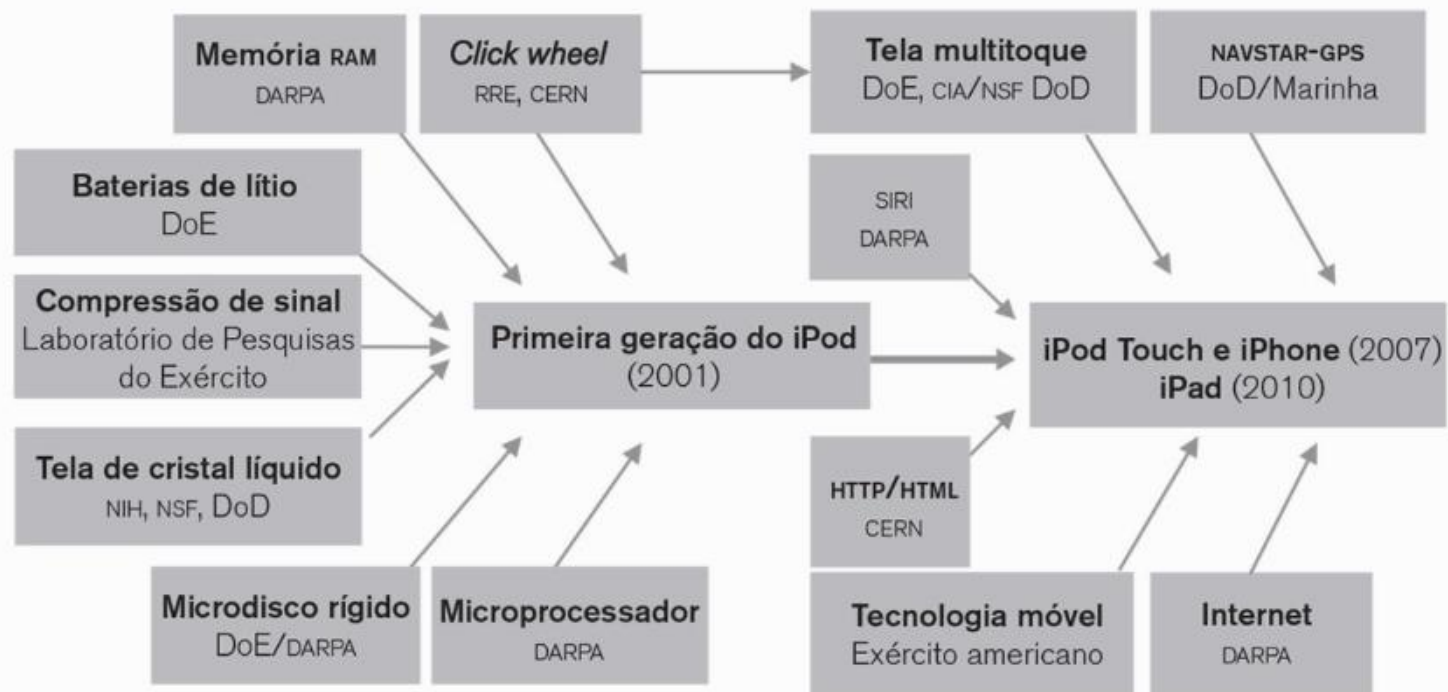 Memória RAM
DARPA
Click wheel
RRE, CERN
Tela multitoque
DoE, CIA/NSF DoD
NAVSTAR-GPS
DoD/Marinha
Baterias de lítio
DoE
SIRI
DARPA
Compressão de sinal
Laboratório de Pesquisas
do Exército
Primeira geração do iPod
(2001)
iPod Touch e iPhone (2007)
iPad (2010)
Tela de cristal líquido
NIH, NSF, DoD
HTTP/HTML
CERN
Microdisco rígido
DoE/DARPA
Microprocessador
DARPA
Tecnologia móvel
Exército americano
Internet
DARPA